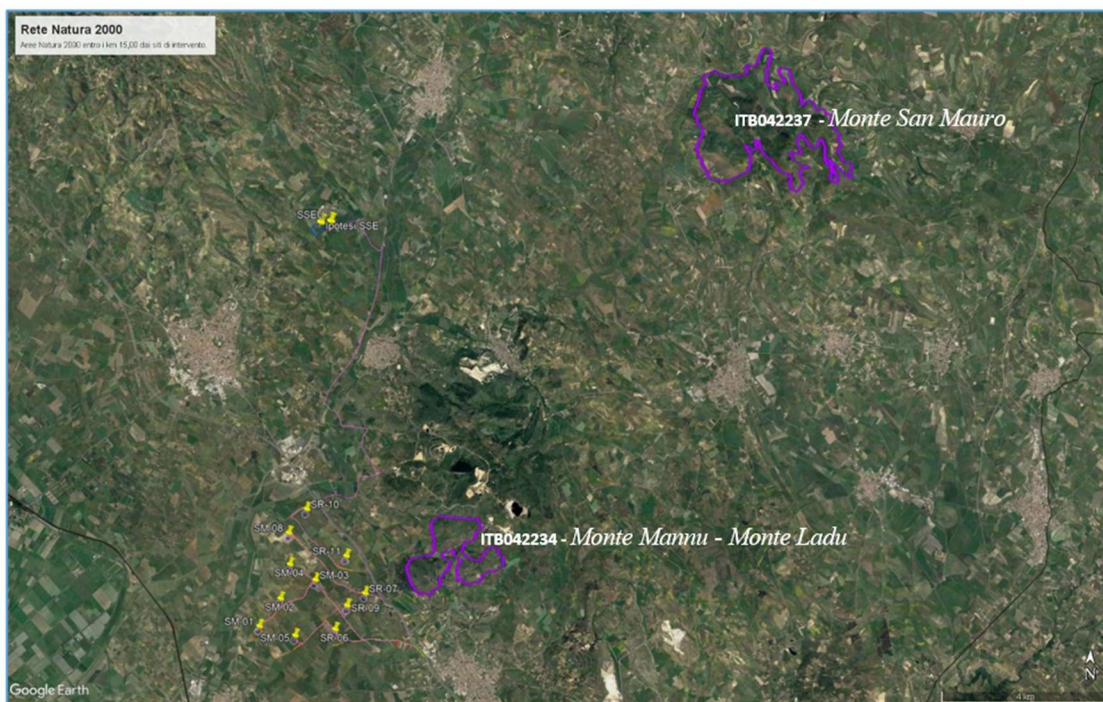 Rete Natura 2000
Aree Natura 2000 entro i km 15,00 dai siti di intervento.
ITB042237 - Monte San Mauro
SSE
Ipotesi SSE
SR-10
SM-08
ITB042234 - Monte Mannu - Monte Ladu
SR-11
SM-04
SM-03
SR-07
SM-02
SR-09
SM-01
SM-05
SR-06
N
Google Earth
4 km